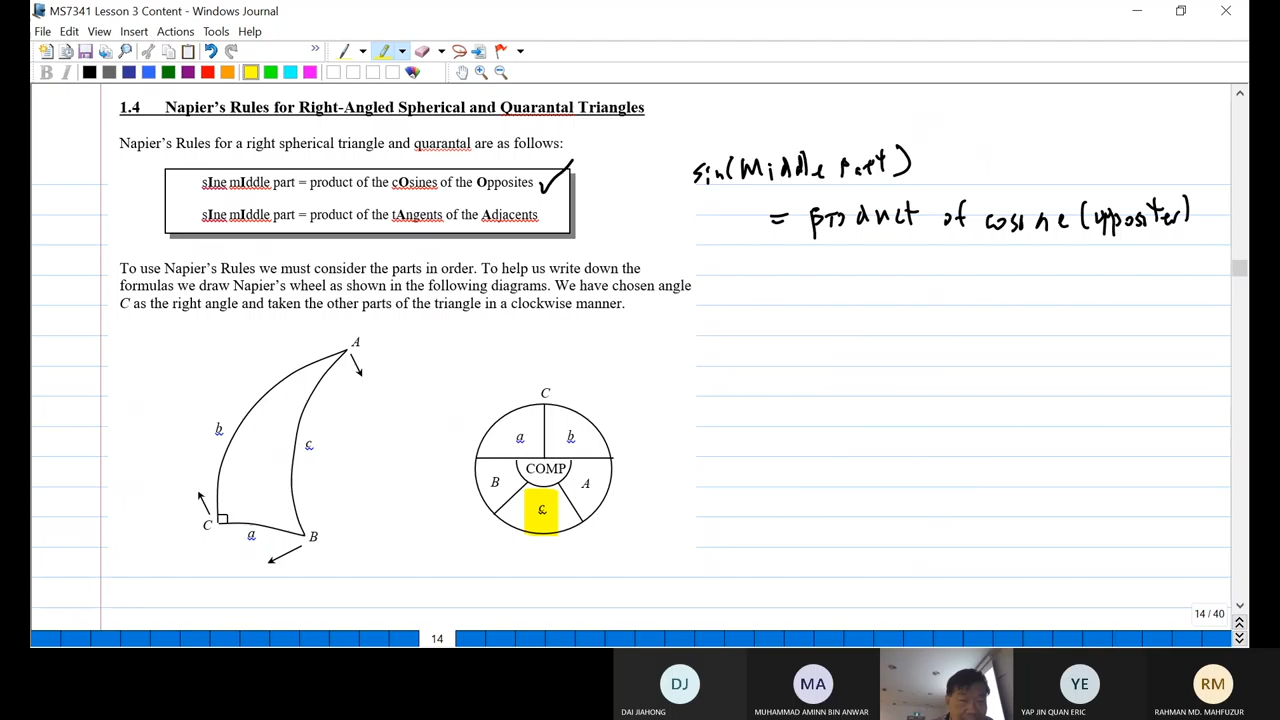 MS7341 Lesson 3 Content - Windows Journal
File Edit View Insert Actions Tools Help
1.4 Napier's Rules for Right-Angled Spherical and Quarantal Triangles
Napier's Rules for a right spherical triangle and quarantal are as follows:
sIne mIddle part = product of the cOsines of the Opposites
sIne mIddle part = product of the tAngents of the Adjacents
sin(Middle Part)
= product of cosine (opposites)
To use Napier's Rules we must consider the parts in order. To help us write down the
formulas we draw Napier's wheel as shown in the following diagrams. We have chosen angle
C as the right angle and taken the other parts of the triangle in a clockwise manner.
A
b
c
C
a
B
C
a b
COMP
B A
c
14 / 40
14
DJ MA YE RM
DAI JIAHONG MUHAMMAD AMINN BIN ANWAR YAP JIN QUAN ERIC RAHMAN MD. MAHFUZUR